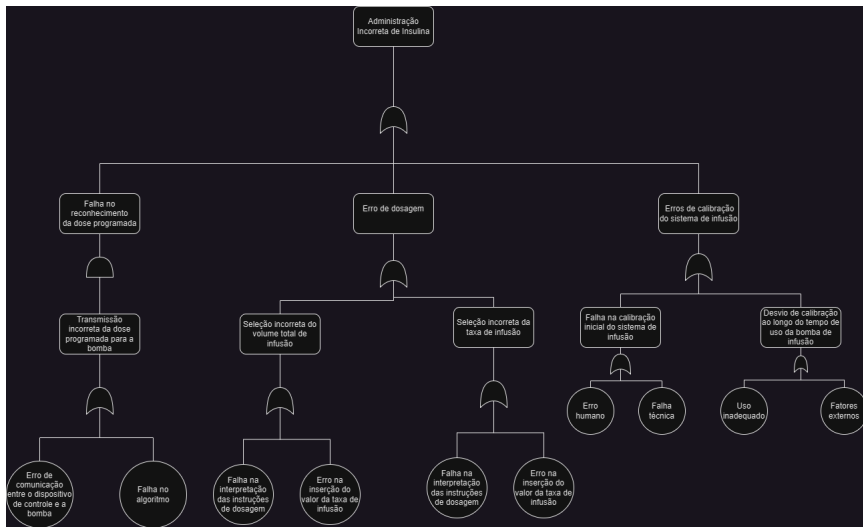 Administração
Incorreta de Insulina
Falha no
reconhecimento
da dose programada
Erro de dosagem
Erros de calibração
do sistema de infusão
Transmissão
incorreta da dose
programada para a
bomba
Seleção incorreta do
volume total de
infusão
Seleção incorreta da
taxa de infusão
Falha na calibração
inicial do sistema de
infusão
Desvio de calibração
ao longo do tempo de
uso da bomba de
infusão
Erro
humano
Falha
técnica
Uso
inadequado
Fatores
externos
Erro de
comunicação
entre o dispositivo
de controle e a
bomba
Falha no
algoritmo
Falha na
interpretação
das instruções
de dosagem
Erro na
inserção do
valor da taxa de
infusão
Falha na
interpretação
das instruções
de dosagem
Erro na
inserção do
valor da taxa de
infusão